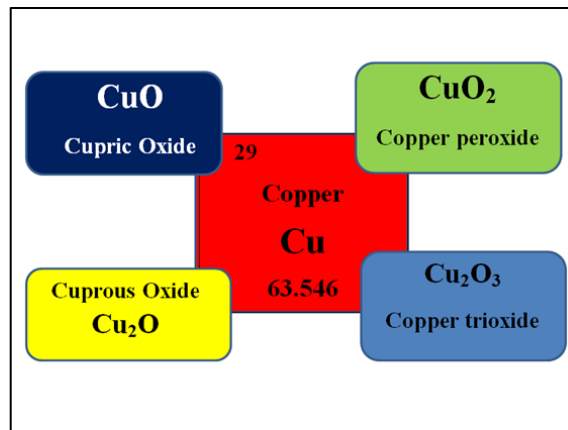 CuO
Cupric Oxide
CuO₂
Copper peroxide
29
Copper
Cu
63.546
Cuprous Oxide
Cu₂O
Cu₂O₃
Copper trioxide